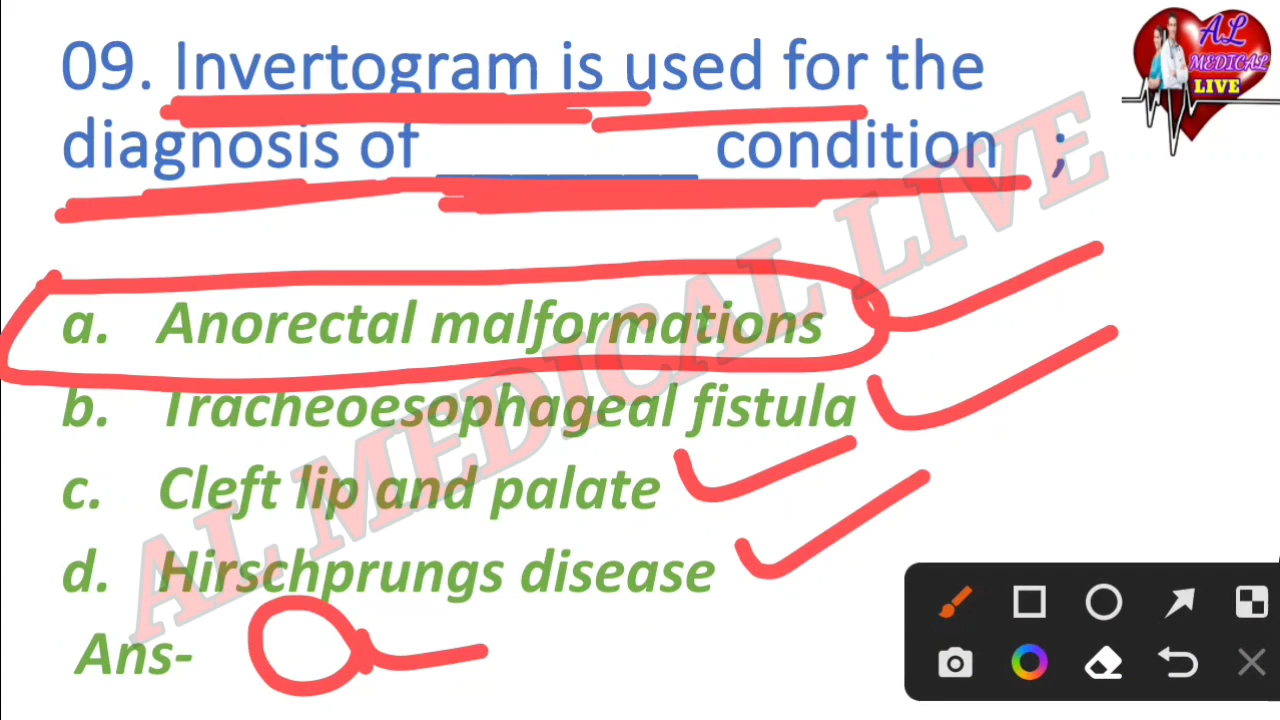 09. Invertogram is used for the
diagnosis of ________ condition ;
a. Anorectal malformations
b. Tracheoesophageal fistula
c. Cleft lip and palate
d. Hirschprungs disease
Ans- a
AL MEDICAL LIVE
AL
MEDICAL
LIVE